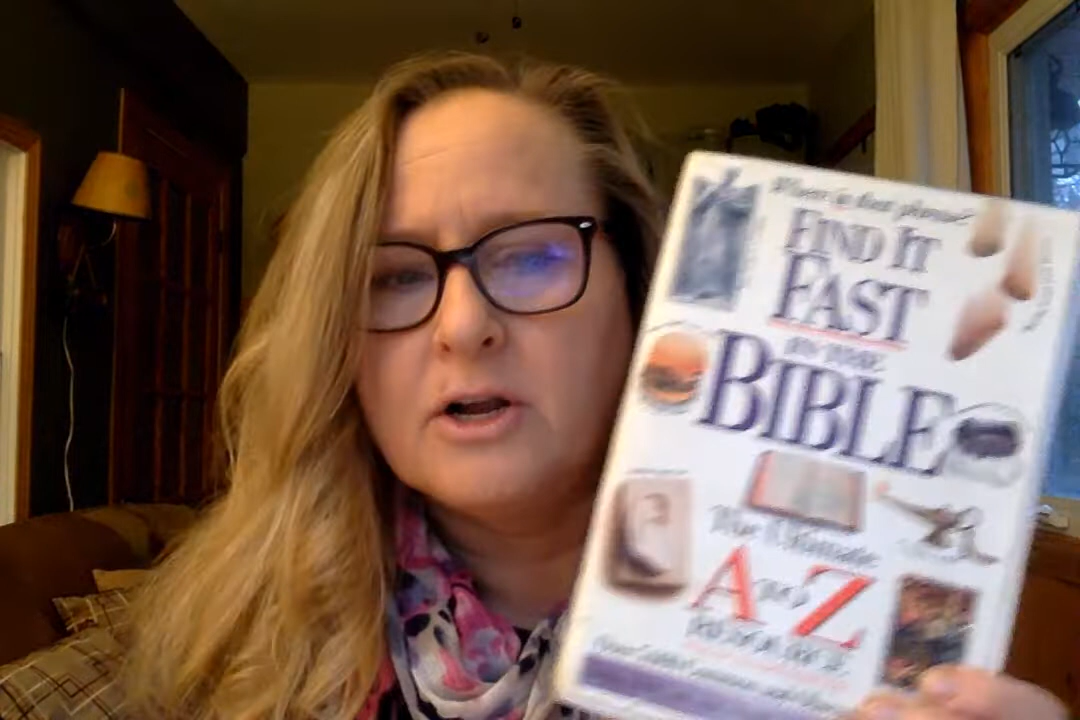 Where is that phrase?
FIND IT
FAST
IN THE
BIBLE
The Ultimate
A to Z
RESOURCE